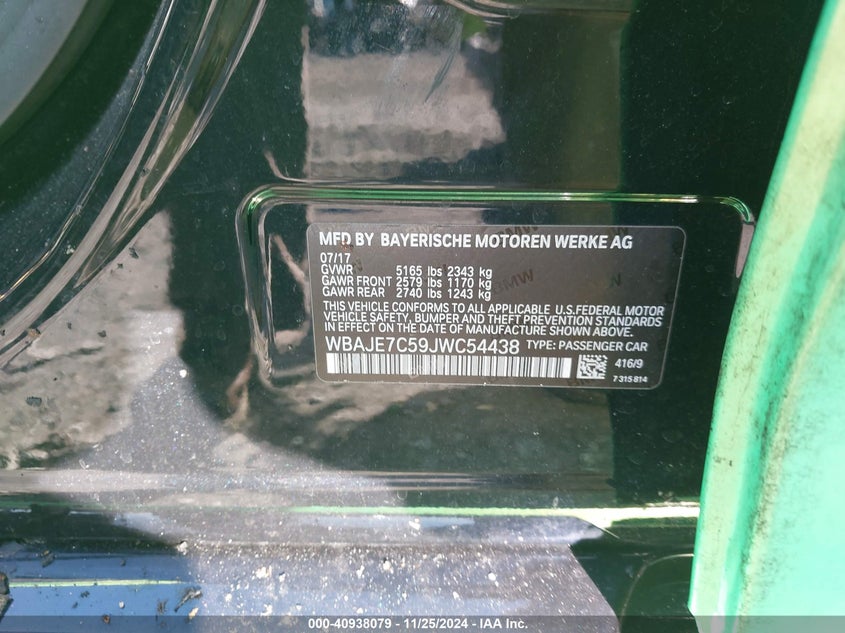 MFD BY BAYERISCHE MOTOREN WERKE AG
07/17
GVWR 5165 lbs 2343 kg
GAWR FRONT 2579 lbs 1170 kg
GAWR REAR 2740 lbs 1243 kg
THIS VEHICLE CONFORMS TO ALL APPLICABLE U.S.FEDERAL MOTOR
VEHICLE SAFETY, BUMPER AND THEFT PREVENTION STANDARDS
IN EFFECT ON THE DATE OF MANUFACTURE SHOWN ABOVE.
WBAJE7C59JWC54438 TYPE: PASSENGER CAR
416/9
7 315 814
000-40938079 - 11/25/2024 - IAA Inc.